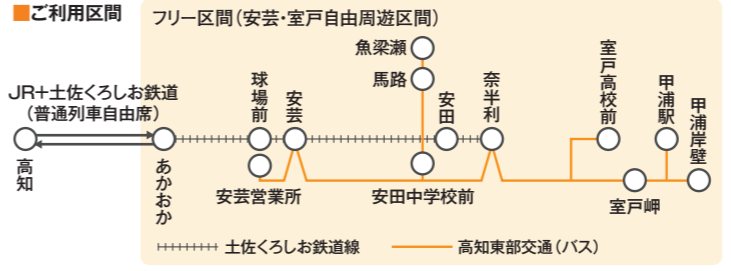 ■ご利用区間
フリー区間(安芸・室戸自由周遊区間)
JR+土佐くろしお鉄道
(普通列車自由席)
高知
あかおか
球場前
安芸
安芸営業所
魚梁瀬
馬路
安田
安田中学校前
奈半利
室戸高校前
室戸岬
甲浦駅
甲浦岸壁
土佐くろしお鉄道線
高知東部交通(バス)